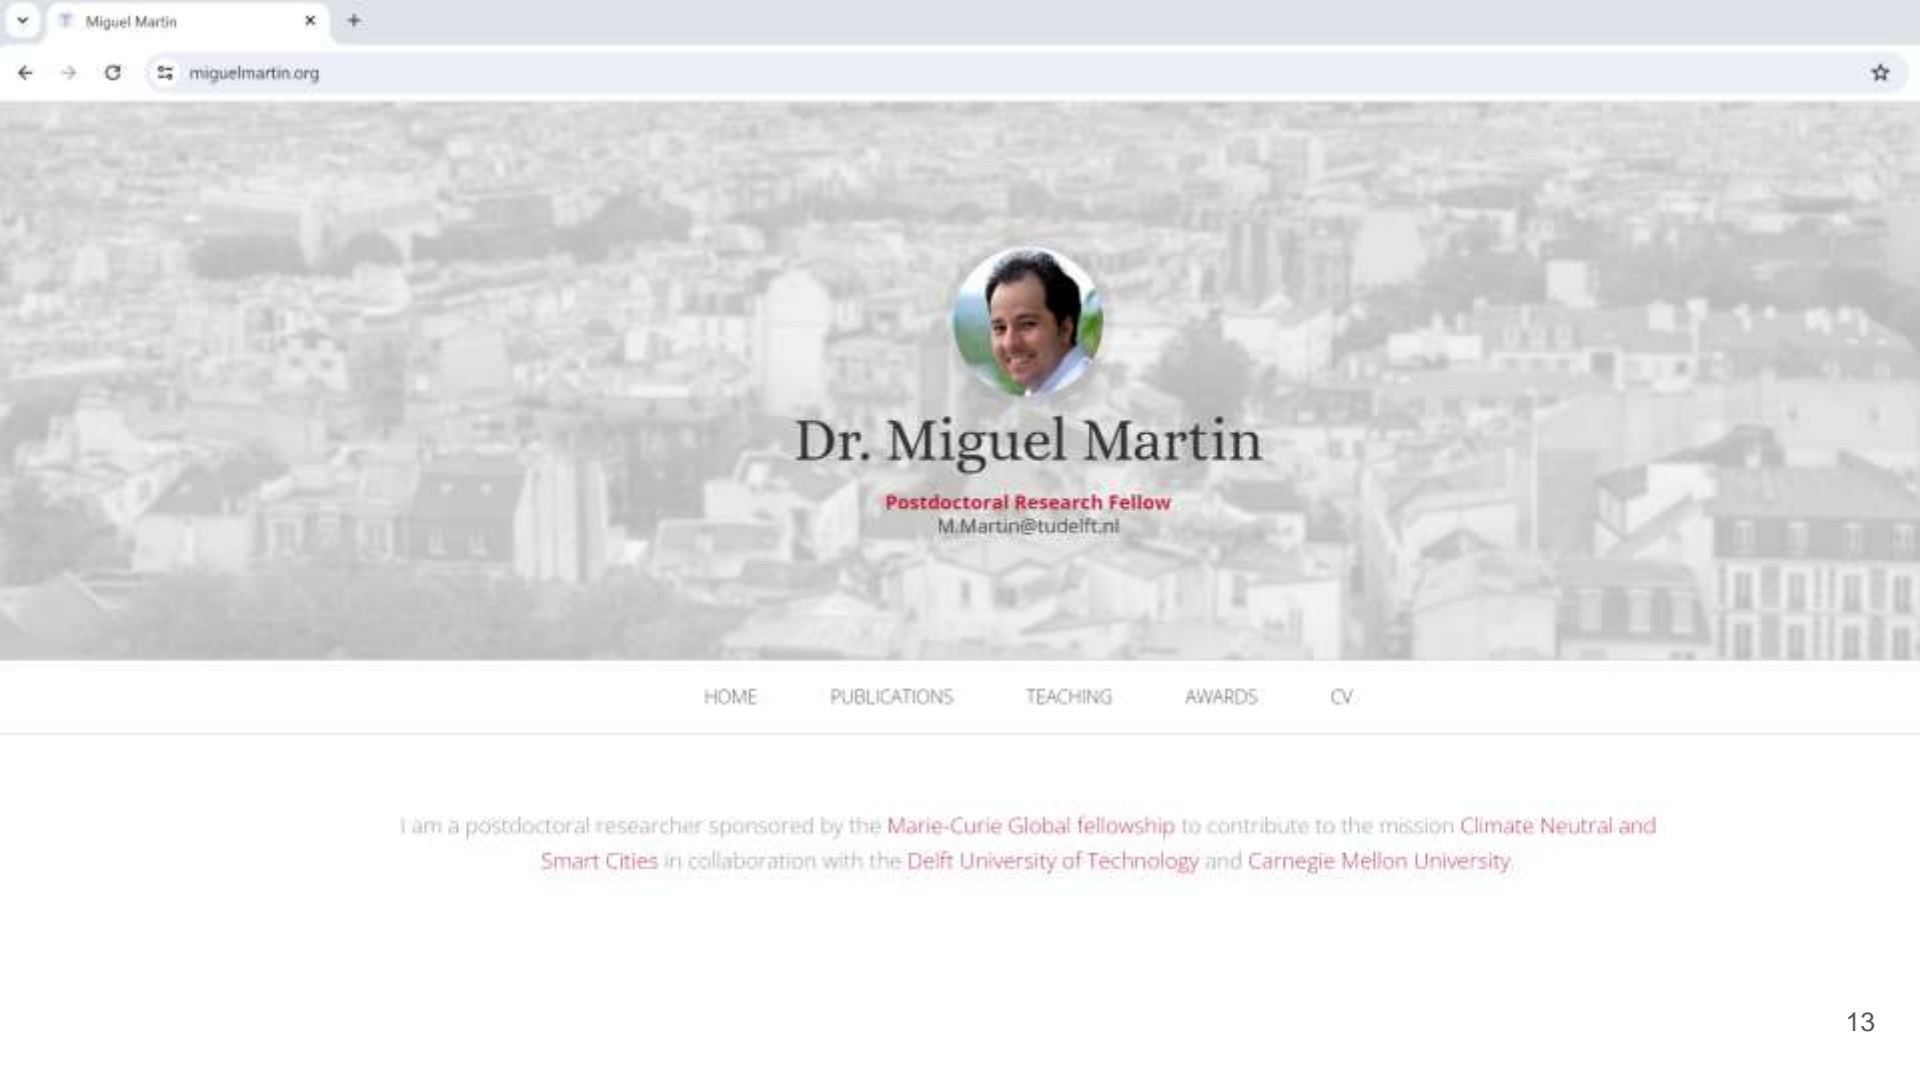 Miguel Martin
miguelmartin.org
Dr. Miguel Martin
Postdoctoral Research Fellow
M.Martin@tudelft.nl
HOME PUBLICATIONS TEACHING AWARDS CV
I am a postdoctoral researcher sponsored by the Marie-Curie Global fellowship to contribute to the mission Climate Neutral and
Smart Cities in collaboration with the Delft University of Technology and Carnegie Mellon University.
13